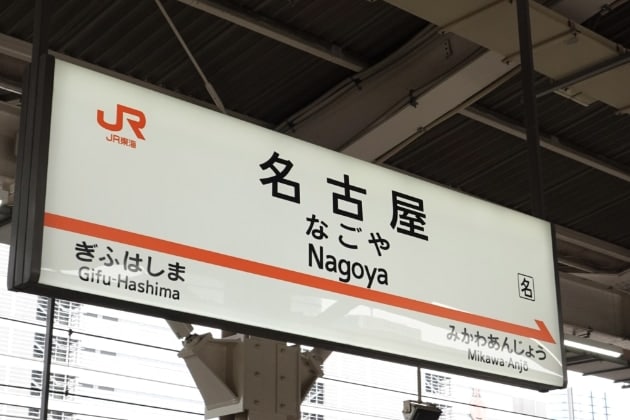 JR
JR東海
名古屋
なごや
Nagoya
名
ぎふはしま
Gifu-Hashima
みかわあんじょう
Mikawa-Anjō